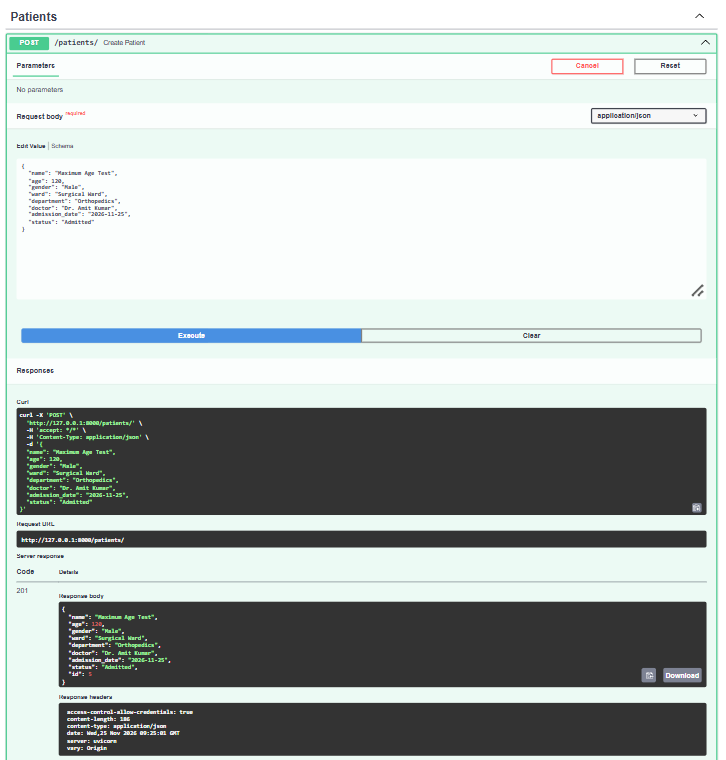 Patients
POST /patients/ Create Patient
Parameters Cancel Reset
No parameters
Request body required application/json
Edit Value | Schema
{
"name": "Maximum Age Test",
"age": 120,
"gender": "Male",
"ward": "Surgical Ward",
"department": "Orthopedics",
"doctor": "Dr. Amit Kumar",
"admission_date": "2026-11-25",
"status": "Admitted"
}
Execute Clear
Responses
Curl
curl -X 'POST' \
'http://127.0.0.1:8000/patients/' \
-H 'accept: */*' \
-H 'Content-Type: application/json' \
-d '{
"name": "Maximum Age Test",
"age": 120,
"gender": "Male",
"ward": "Surgical Ward",
"department": "Orthopedics",
"doctor": "Dr. Amit Kumar",
"admission_date": "2026-11-25",
"status": "Admitted"
}'
Request URL
http://127.0.0.1:8000/patients/
Server response
Code Details
201
Response body
{
"name": "Maximum Age Test",
"age": 120,
"gender": "Male",
"ward": "Surgical Ward",
"department": "Orthopedics",
"doctor": "Dr. Amit Kumar",
"admission_date": "2026-11-25",
"status": "Admitted",
"id": 5
}
Download
Response headers
access-control-allow-credentials: true
content-length: 186
content-type: application/json
date: Wed,25 Nov 2026 09:25:01 GMT
server: uvicorn
vary: Origin